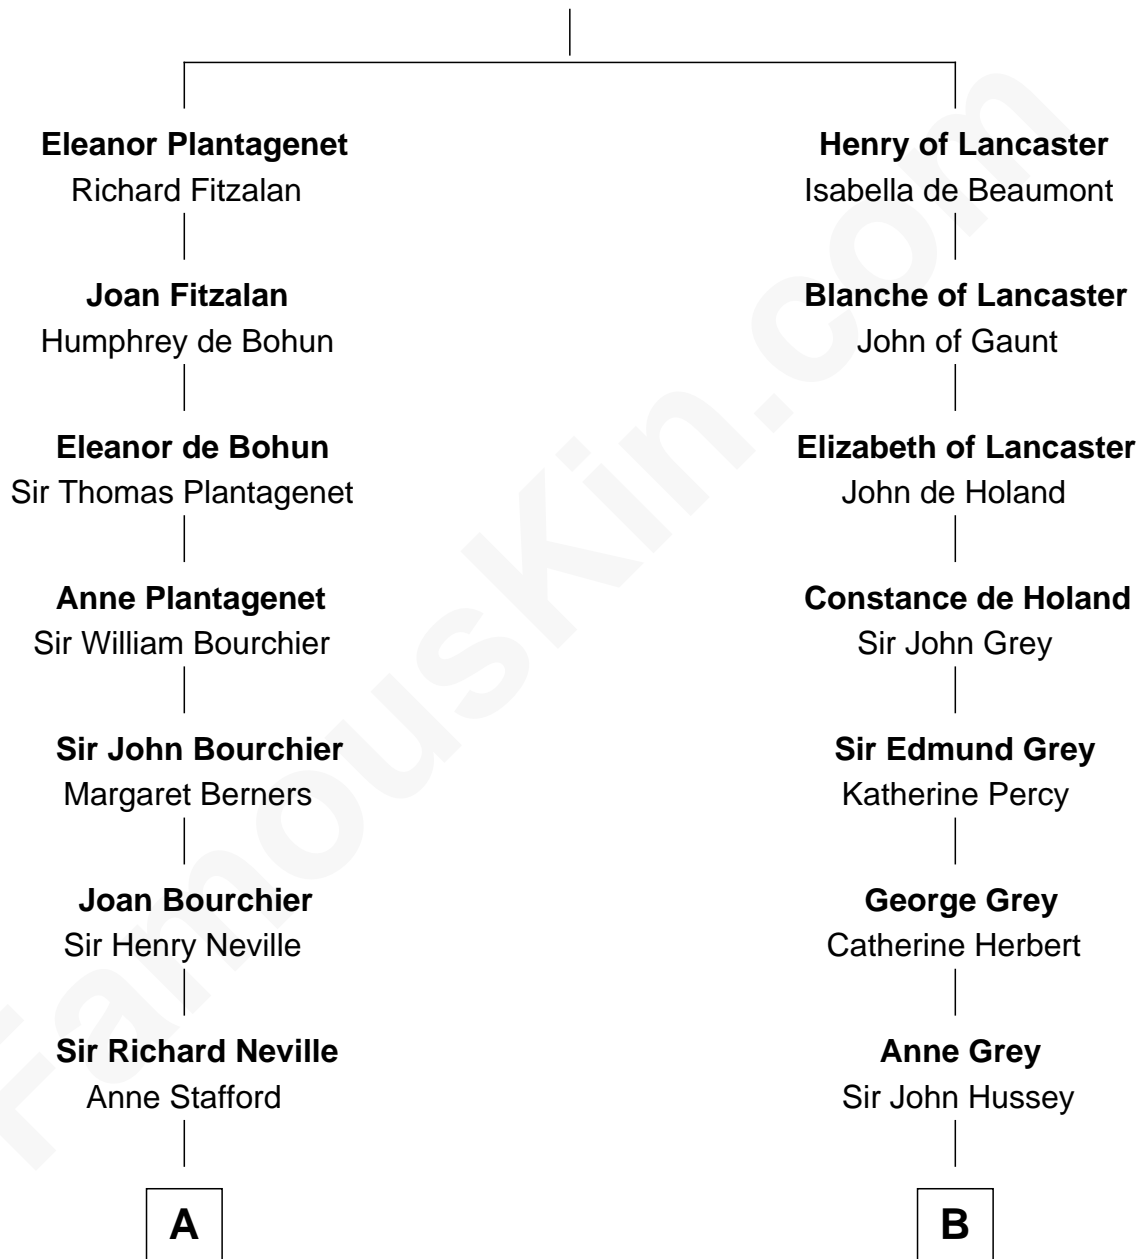 Eleanor Plantagenet
Richard Fitzalan
Joan Fitzalan
Humphrey de Bohun
Eleanor de Bohun
Sir Thomas Plantagenet
Anne Plantagenet
Sir William Bourchier
Sir John Bourchier
Margaret Berners
Joan Bourchier
Sir Henry Neville
Sir Richard Neville
Anne Stafford
A
Henry of Lancaster
Isabella de Beaumont
Blanche of Lancaster
John of Gaunt
Elizabeth of Lancaster
John de Holand
Constance de Holand
Sir John Grey
Sir Edmund Grey
Katherine Percy
George Grey
Catherine Herbert
Anne Grey
Sir John Hussey
B
FamousKin.com